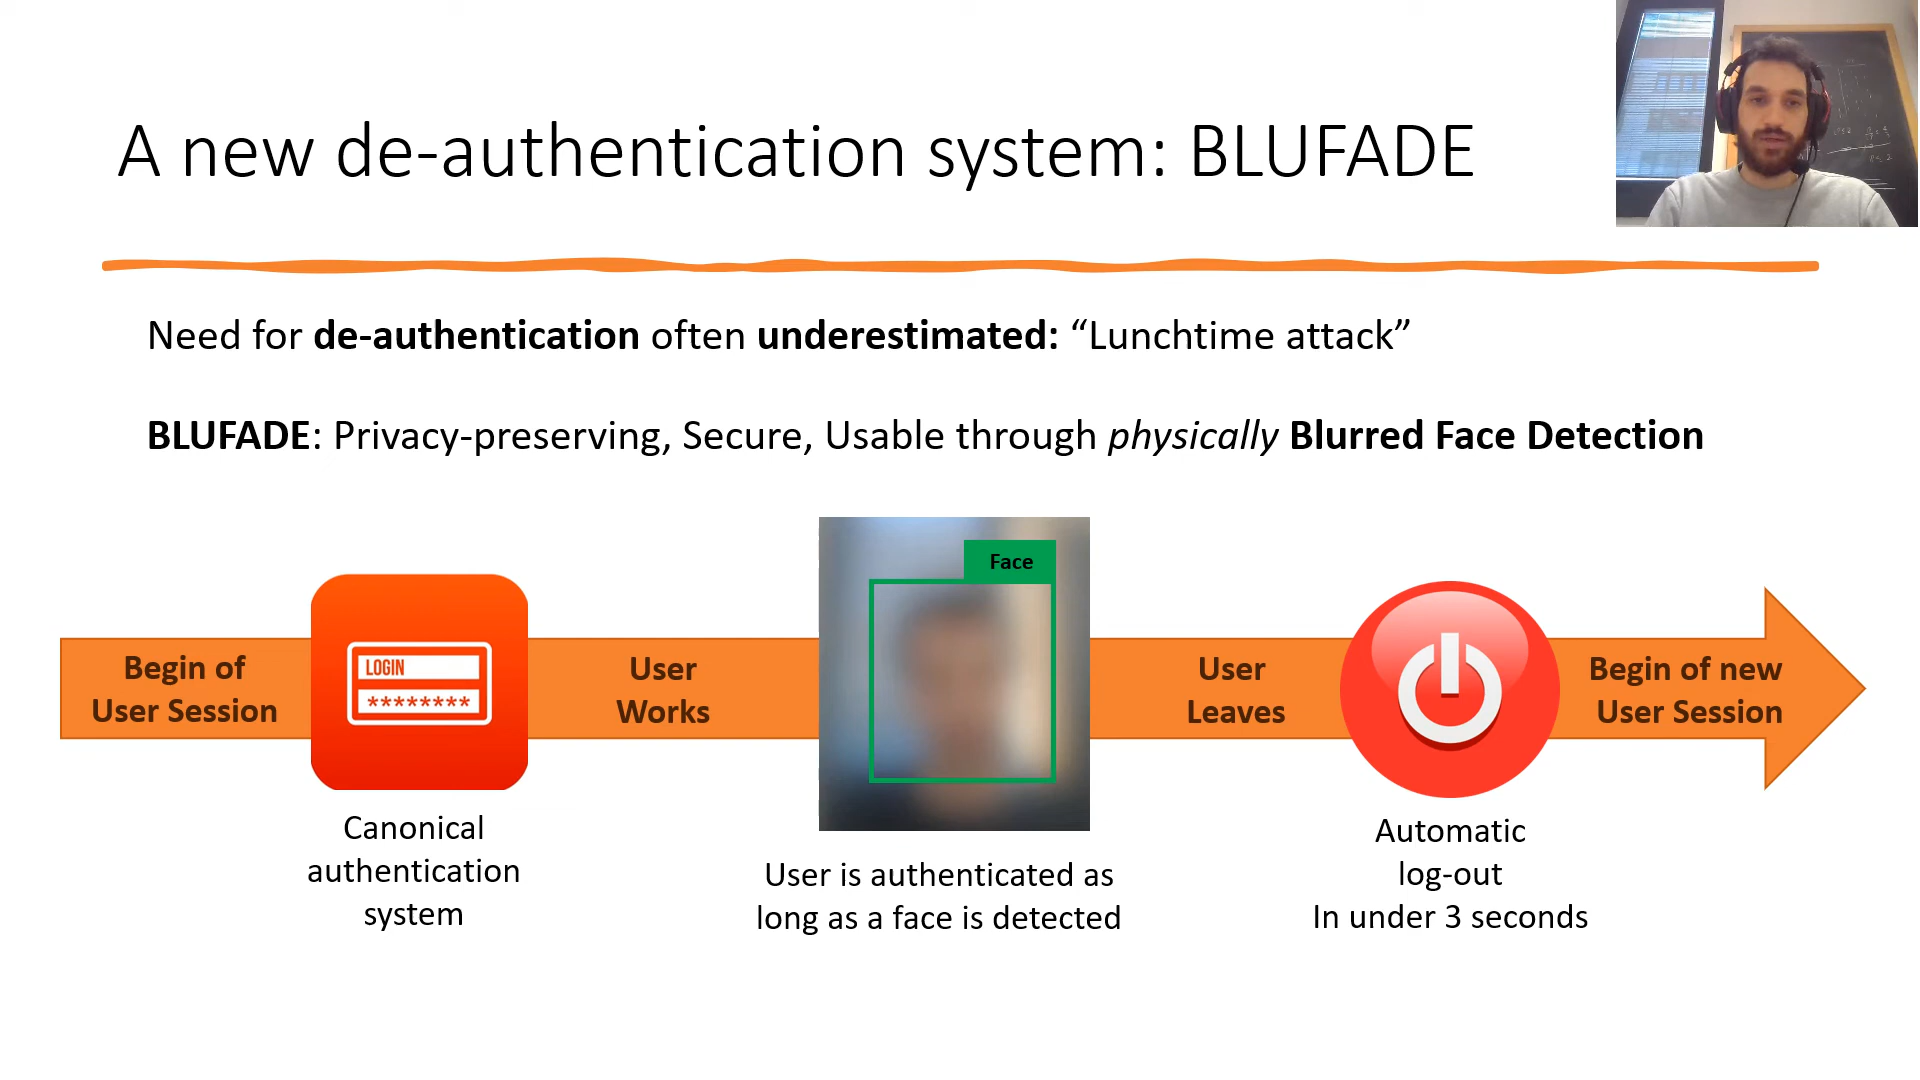 A new de-authentication system: BLUFADE
Need for de-authentication often underestimated: “Lunchtime attack”
BLUFADE: Privacy-preserving, Secure, Usable through physically Blurred Face Detection
Face
Begin of
User Session
LOGIN
********
User
Works
User
Leaves
Begin of new
User Session
Canonical
authentication
system
User is authenticated as
long as a face is detected
Automatic
log-out
In under 3 seconds